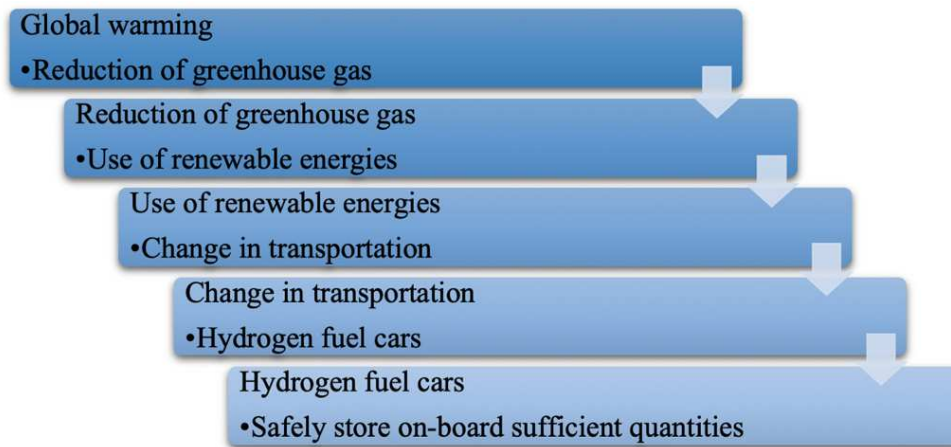 Global warming
•Reduction of greenhouse gas
Reduction of greenhouse gas
•Use of renewable energies
Use of renewable energies
•Change in transportation
Change in transportation
•Hydrogen fuel cars
Hydrogen fuel cars
•Safely store on-board sufficient quantities